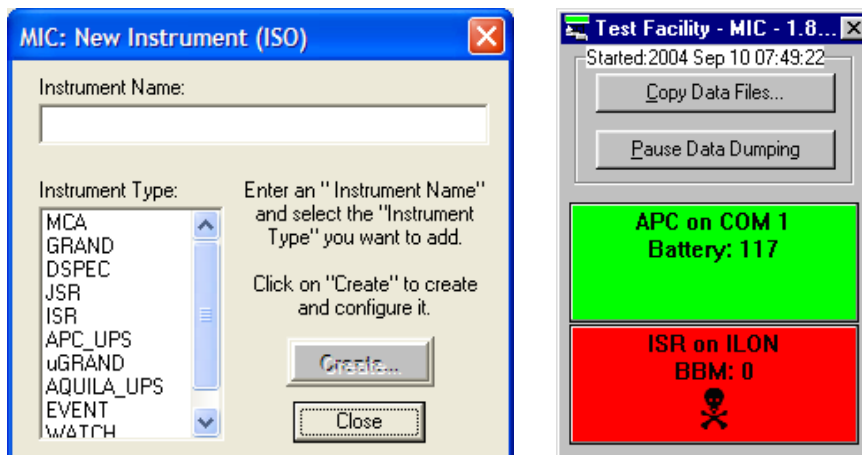 MIC: New Instrument (ISO)
Instrument Name:
Instrument Type:
MCA
GRAND
DSPEC
JSR
ISR
APC_UPS
uGRAND
AQUILA_UPS
EVENT
WATCH
Enter an " Instrument Name"
and select the "Instrument
Type" you want to add.
Click on "Create" to create
and configure it.
Create...
Close
Test Facility - MIC - 1.8...
Started:2004 Sep 10 07:49:22
Copy Data Files...
Pause Data Dumping
APC on COM 1
Battery: 117
ISR on ILON
BBM: 0